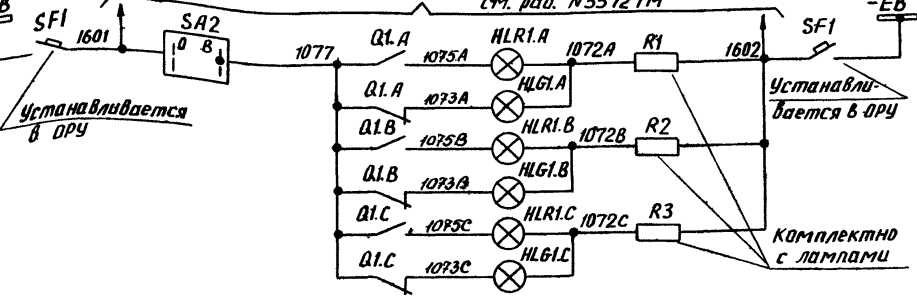 см. раб. N 5512ТМ
В
-ЕВ
SF1
1601
SA2
О В
1077
Q1.A
1075A
HLR1.A
1072A
R1
1602
SF1
Q1.A
1073A
HLG1.A
Устанавливается
в ОРУ
Устанавли-
вается в ОРУ
Q1.B
1075B
HLR1.B
1072B
R2
Q1.B
1073B
HLG1.B
Q1.C
1075C
HLR1.C
1072C
R3
Q1.C
1073C
HLG1.C
Комплектно
с лампами